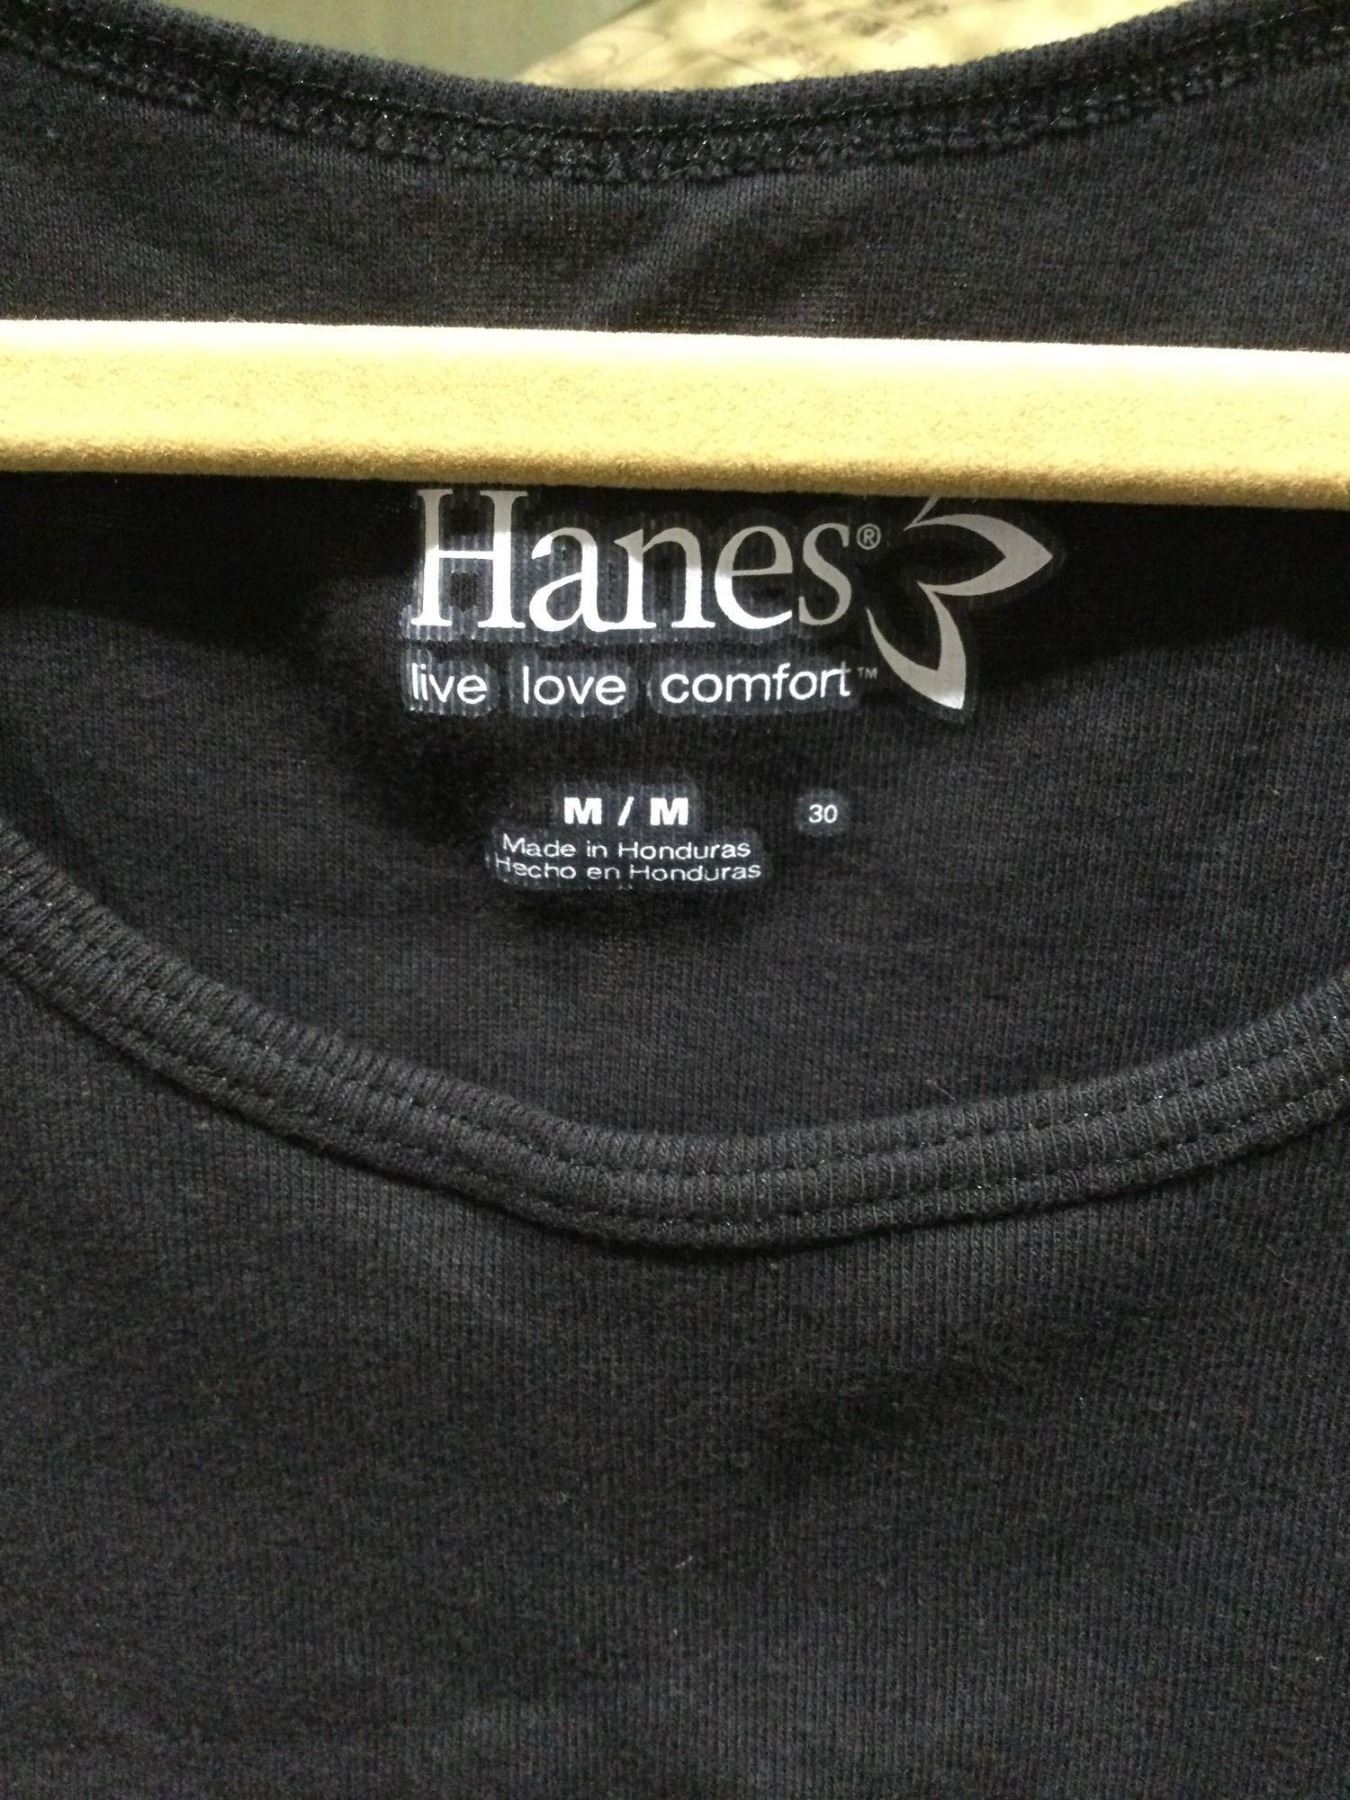 Hanes®
live love comfort™
M / M 30
Made in Honduras
Hecho en Honduras